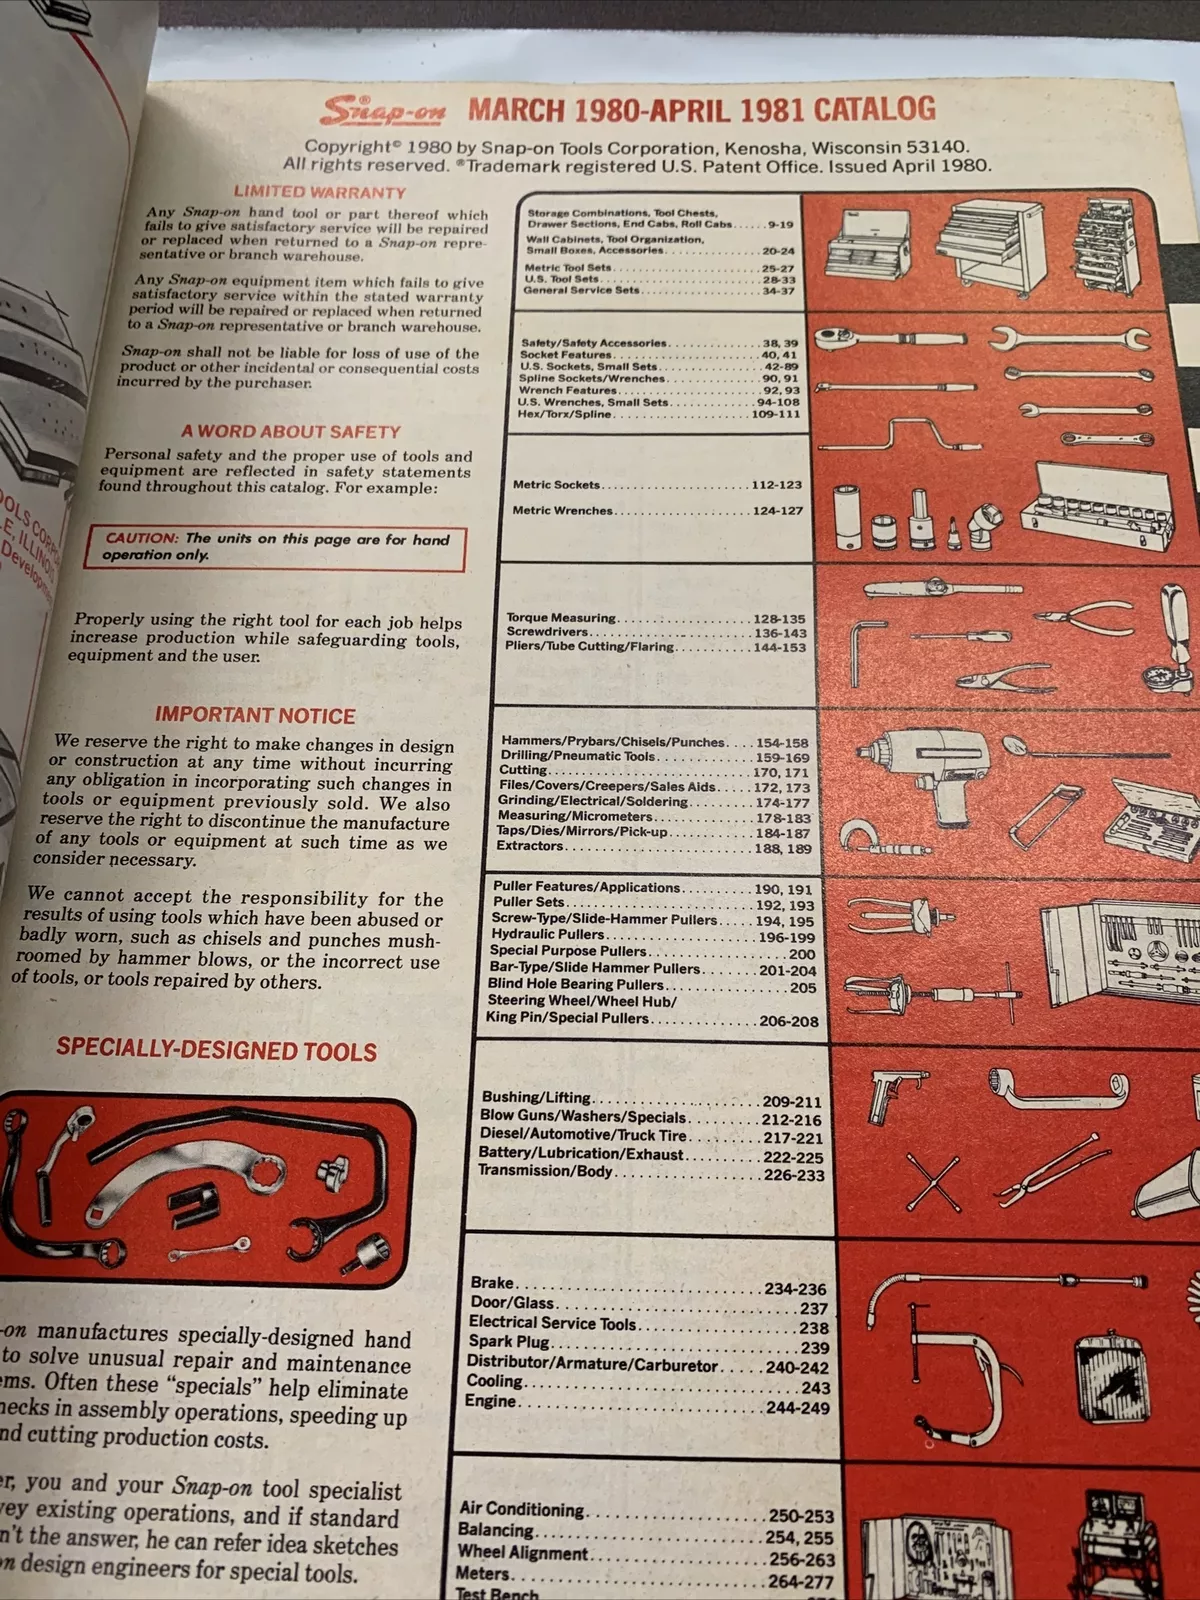 Snap-on MARCH 1980-APRIL 1981 CATALOG
Copyright© 1980 by Snap-on Tools Corporation, Kenosha, Wisconsin 53140.
All rights reserved. ®Trademark registered U.S. Patent Office. Issued April 1980.
LIMITED WARRANTY
Any Snap-on hand tool or part thereof which
fails to give satisfactory service will be repaired
or replaced when returned to a Snap-on repre-
sentative or branch warehouse.
Any Snap-on equipment item which fails to give
satisfactory service within the stated warranty
period will be repaired or replaced when returned
to a Snap-on representative or branch warehouse.
Snap-on shall not be liable for loss of use of the
product or other incidental or consequential costs
incurred by the purchaser.
A WORD ABOUT SAFETY
Personal safety and the proper use of tools and
equipment are reflected in safety statements
found throughout this catalog. For example:
CAUTION: The units on this page are for hand
operation only.
Properly using the right tool for each job helps
increase production while safeguarding tools,
equipment and the user.
IMPORTANT NOTICE
We reserve the right to make changes in design
or construction at any time without incurring
any obligation in incorporating such changes in
tools or equipment previously sold. We also
reserve the right to discontinue the manufacture
of any tools or equipment at such time as we
consider necessary.
We cannot accept the responsibility for the
results of using tools which have been abused or
badly worn, such as chisels and punches mush-
roomed by hammer blows, or the incorrect use
of tools, or tools repaired by others.
SPECIALLY-DESIGNED TOOLS
-on manufactures specially-designed hand
to solve unusual repair and maintenance
ems. Often these "specials" help eliminate
necks in assembly operations, speeding up
nd cutting production costs.
er, you and your Snap-on tool specialist
vey existing operations, and if standard
n't the answer, he can refer idea sketches
on design engineers for special tools.
Storage Combinations, Tool Chests,
Drawer Sections, End Cabs, Roll Cabs......9-19
Wall Cabinets, Tool Organization,
Small Boxes, Accessories..............20-24
Metric Tool Sets......................25-27
U.S. Tool Sets........................28-33
General Service Sets..................34-37
Safety/Safety Accessories.............38, 39
Socket Features.......................40, 41
U.S. Sockets, Small Sets..............42-89
Spline Sockets/Wrenches...............90, 91
Wrench Features.......................92, 93
U.S. Wrenches, Small Sets.............94-108
Hex/Torx/Spline.......................109-111
Metric Sockets........................112-123
Metric Wrenches.......................124-127
Torque Measuring......................128-135
Screwdrivers..........................136-143
Pliers/Tube Cutting/Flaring...........144-153
Hammers/Prybars/Chisels/Punches....154-158
Drilling/Pneumatic Tools..............159-169
Cutting...............................170, 171
Files/Covers/Creepers/Sales Aids.....172, 173
Grinding/Electrical/Soldering.........174-177
Measuring/Micrometers.................178-183
Taps/Dies/Mirrors/Pick-up.............184-187
Extractors............................188, 189
Puller Features/Applications..........190, 191
Puller Sets...........................192, 193
Screw-Type/Slide-Hammer Pullers.....194, 195
Hydraulic Pullers.....................196-199
Special Purpose Pullers...............200
Bar-Type/Slide Hammer Pullers.......201-204
Blind Hole Bearing Pullers............205
Steering Wheel/Wheel Hub/
King Pin/Special Pullers..............206-208
Bushing/Lifting.......................209-211
Blow Guns/Washers/Specials..........212-216
Diesel/Automotive/Truck Tire..........217-221
Battery/Lubrication/Exhaust...........222-225
Transmission/Body.....................226-233
Brake.................................234-236
Door/Glass............................237
Electrical Service Tools..............238
Spark Plug............................239
Distributor/Armature/Carburetor.....240-242
Cooling...............................243
Engine................................244-249
Air Conditioning......................250-253
Balancing.............................254, 255
Wheel Alignment.......................256-263
Meters................................264-277
Test Bench